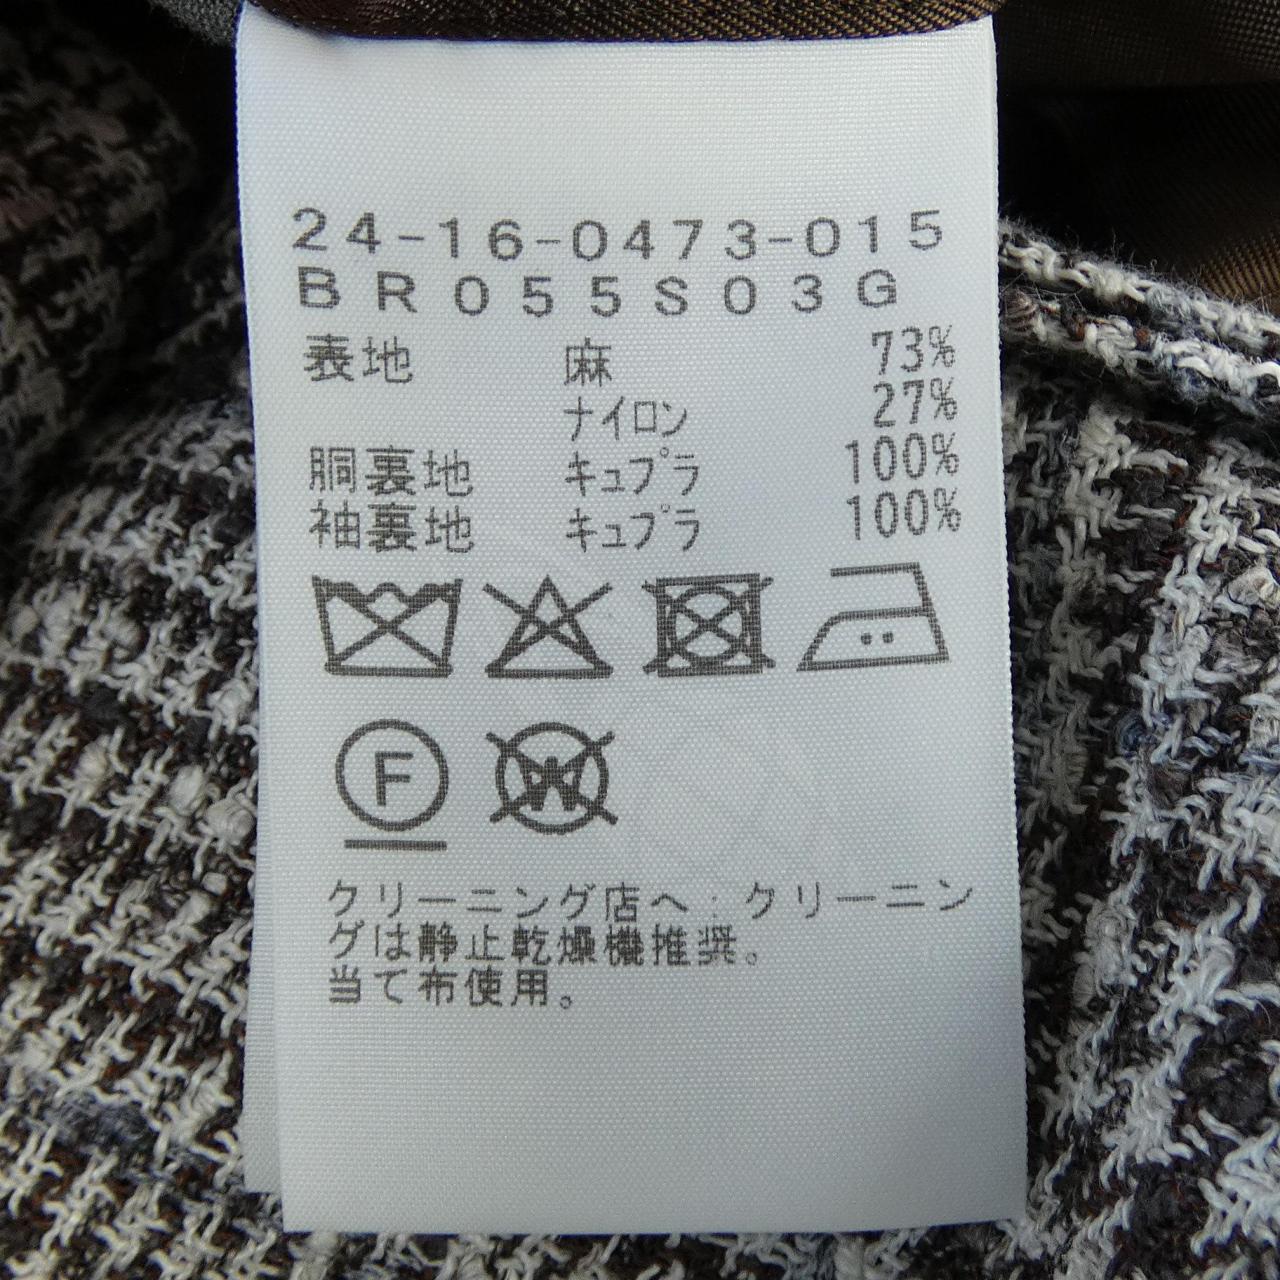 24-16-0473-015
BR055S03G
表地 麻 73%
ナイロン 27%
胴裏地 キュプラ 100%
袖裏地 キュプラ 100%
F
W
クリーニング店へ：クリーニン
グは静止乾燥機推奨。
当て布使用。